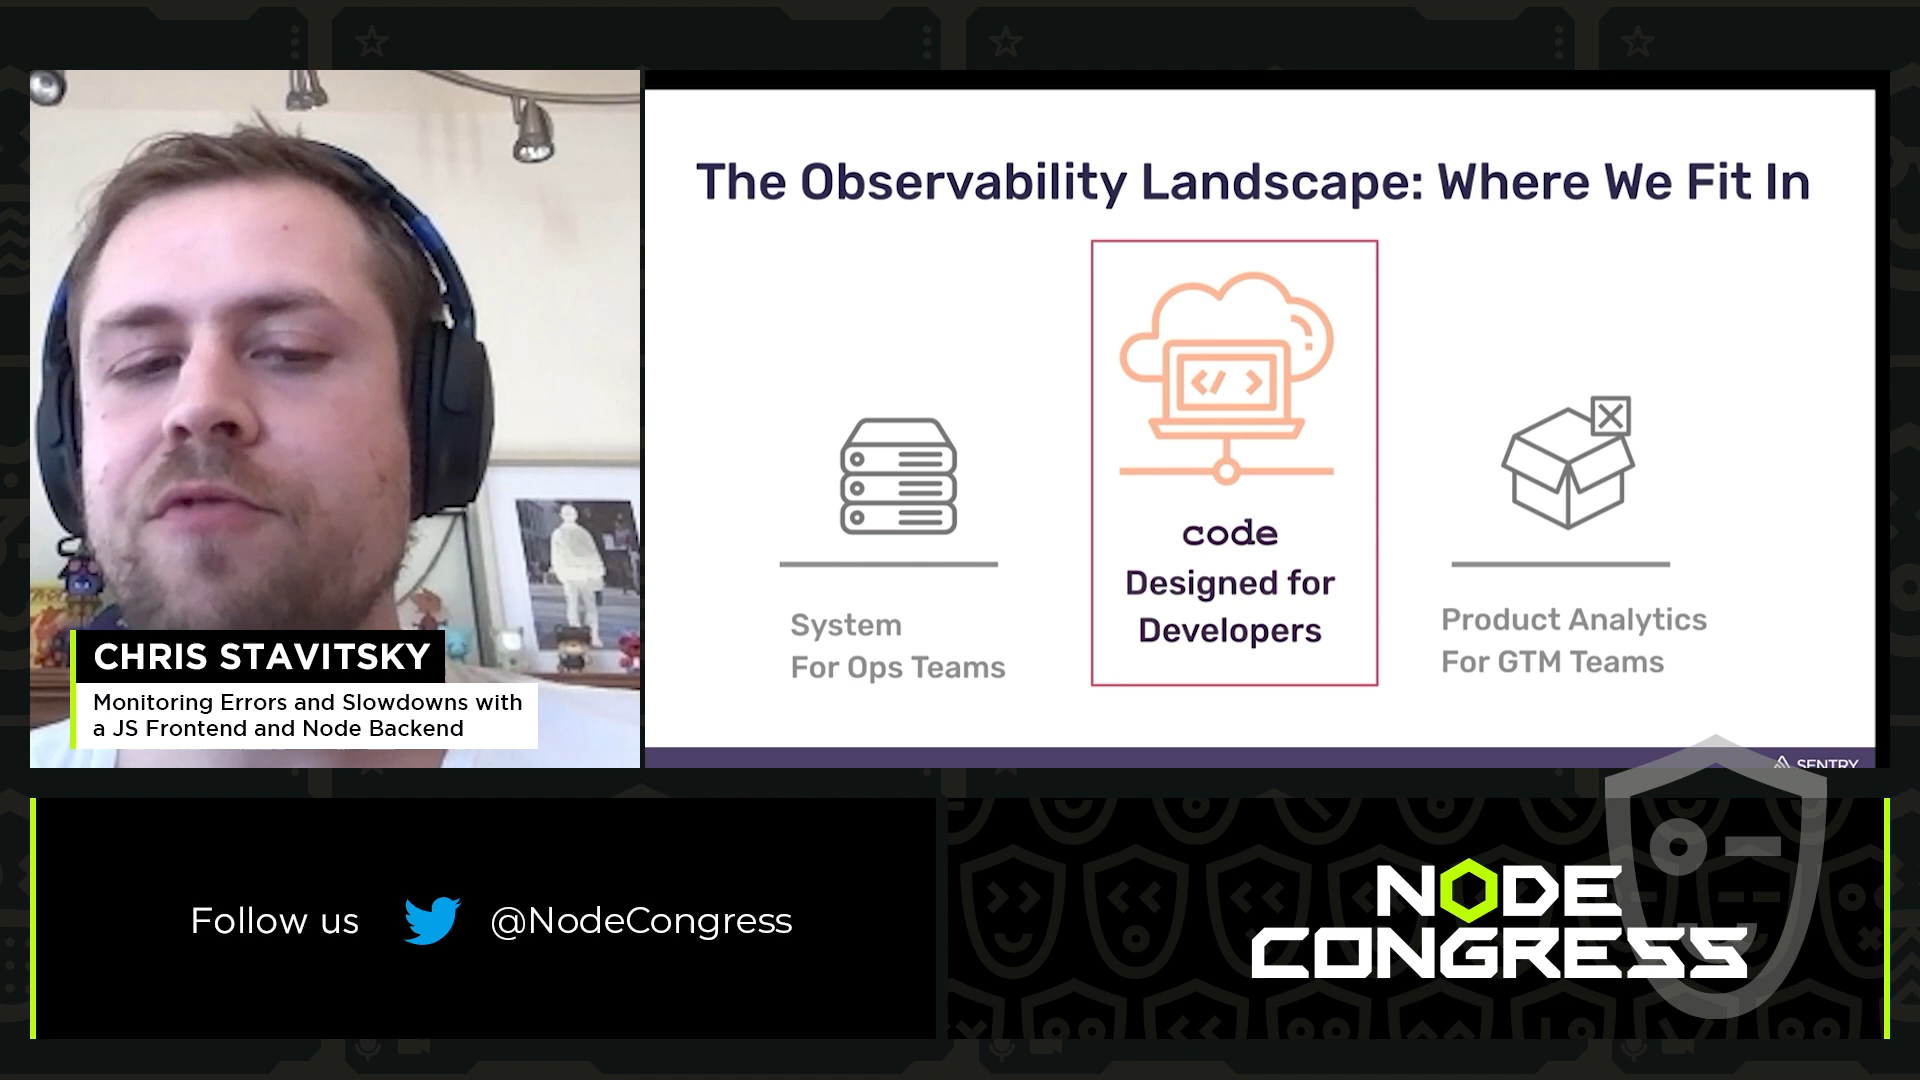 The Observability Landscape: Where We Fit In
</>
code
Designed for
Developers
System
For Ops Teams
Product Analytics
For GTM Teams
SENTRY
CHRIS STAVITSKY
Monitoring Errors and Slowdowns with
a JS Frontend and Node Backend
Follow us @NodeCongress
NODE
CONGRESS